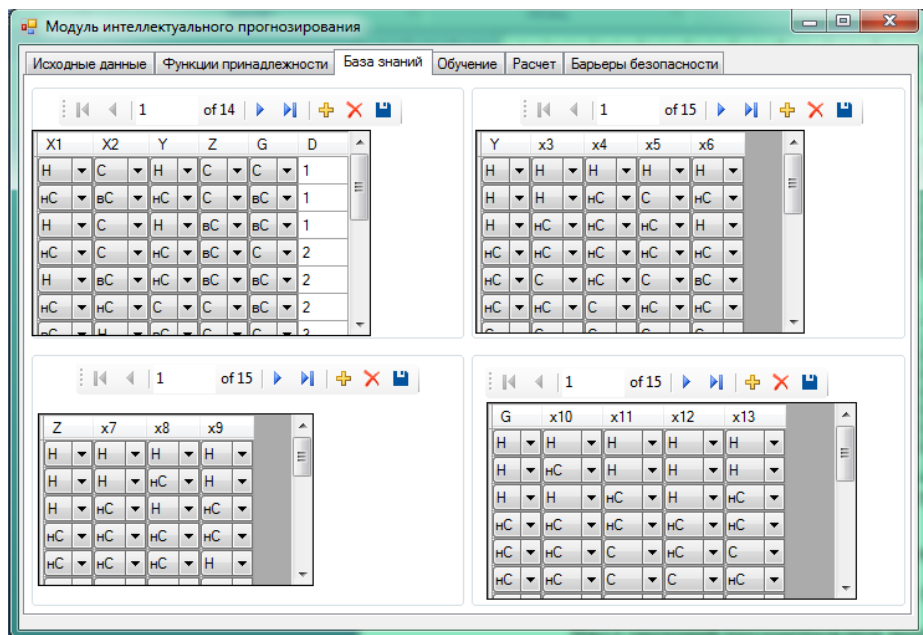 Модуль интеллектуального прогнозирования
Исходные данные Функции принадлежности База знаний Обучение Расчет Барьеры безопасности
1 of 14
X1 X2 Y Z G D
Н С Н С С 1
нС вС нС С вС 1
Н С Н вС вС 1
нС С нС вС С 2
Н вС нС вС вС 2
нС нС С С вС 2
1 of 15
Y x3 x4 x5 x6
Н Н Н Н Н
Н Н нС С нС
Н нС нС нС Н
нС нС нС нС нС
нС С нС С вС
нС нС С нС нС
1 of 15
Z x7 x8 x9
Н Н Н Н
Н Н нС Н
Н нС Н нС
нС нС нС нС
нС нС нС Н
1 of 15
G x10 x11 x12 x13
Н Н Н Н Н
Н нС Н Н Н
Н Н нС Н нС
нС нС нС нС нС
нС нС С нС С
нС нС С С нС